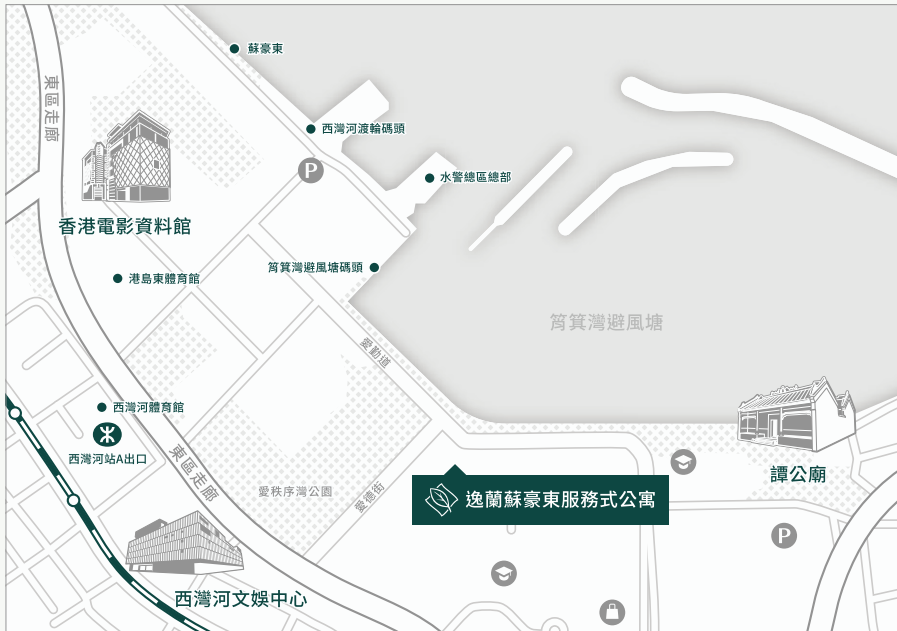 蘇豪東
東區走廊
西灣河渡輪碼頭
P
水警總區總部
香港電影資料館
筲箕灣避風塘碼頭
港島東體育館
筲箕灣避風塘
愛勤道
西灣河體育館
西灣河站A出口
東區走廊
譚公廟
愛秩序灣公園
愛德街
逸蘭蘇豪東服務式公寓
P
西灣河文娛中心